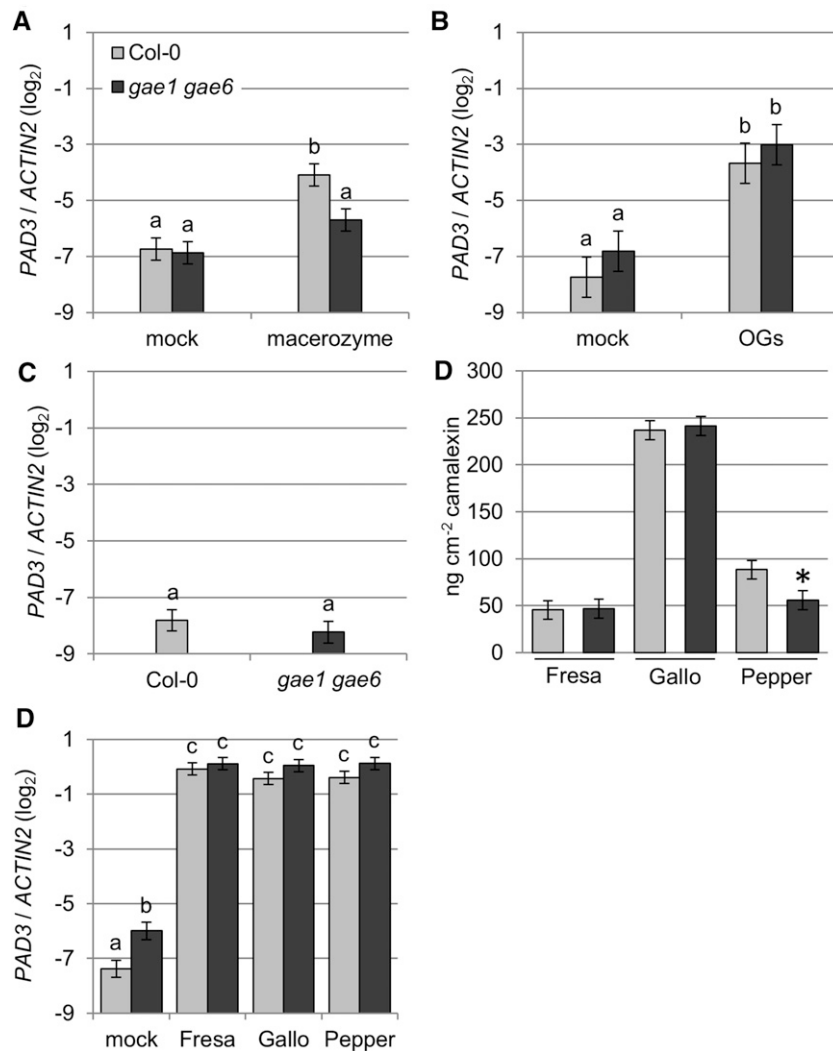 A
PAD3 / ACTIN2 (log₂)
1
-1
-3
-5
-7
-9
Col-0
gae1 gae6
a
a
b
a
mock
macerozyme
B
PAD3 / ACTIN2 (log₂)
1
-1
-3
-5
-7
-9
a
a
b
b
mock
OGs
C
PAD3 / ACTIN2 (log₂)
1
-1
-3
-5
-7
-9
a
a
Col-0
gae1 gae6
D
ng cm⁻² camalexin
300
250
200
150
100
50
0
*
Fresa
Gallo
Pepper
D
PAD3 / ACTIN2 (log₂)
1
-1
-3
-5
-7
-9
a
b
c
c
c
c
c
c
mock
Fresa
Gallo
Pepper